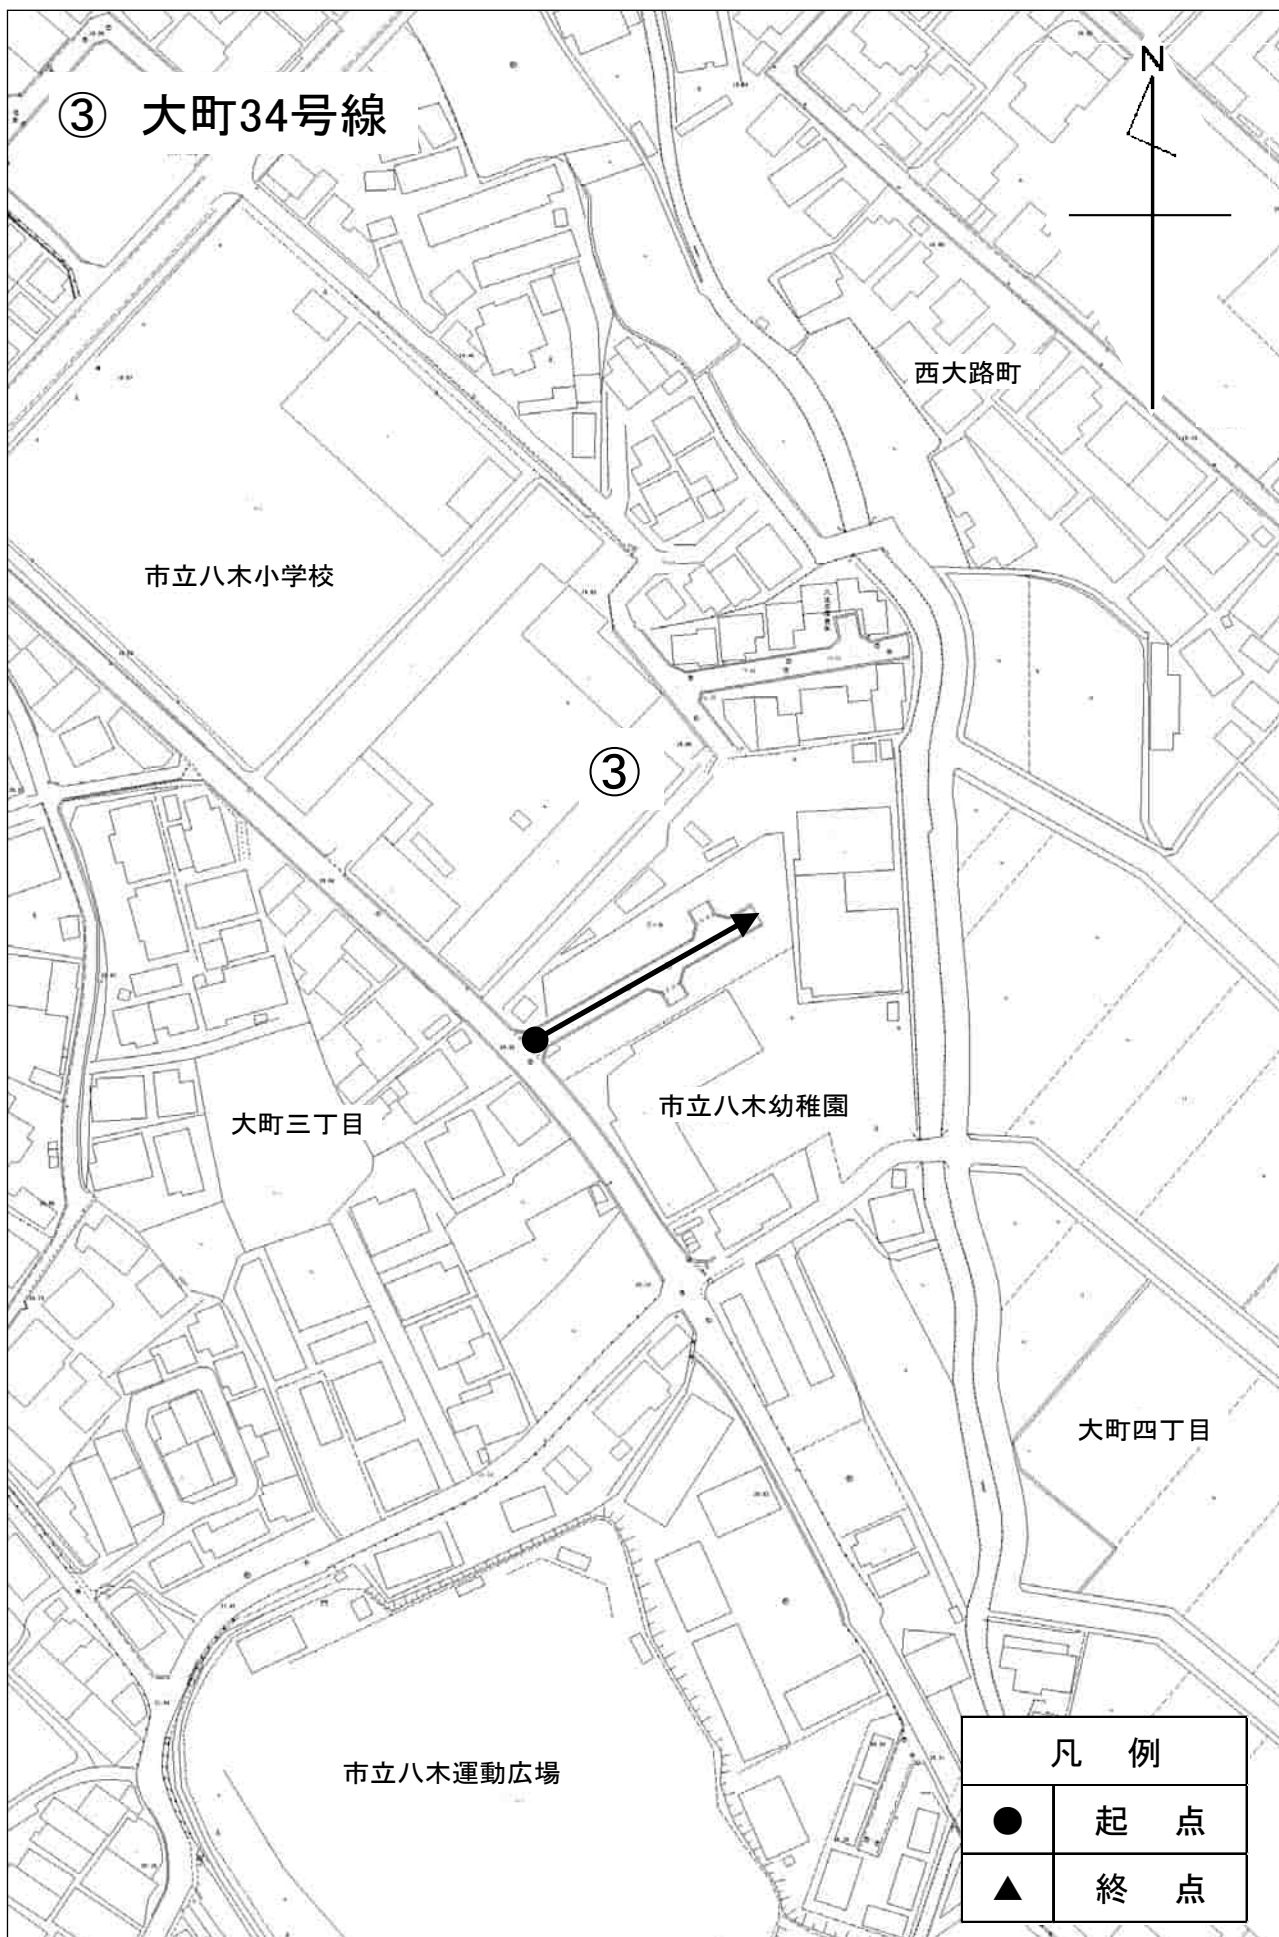 ③ 大町34号線
N
西大路町
市立八木小学校
③
市立八木幼稚園
大町三丁目
大町四丁目
市立八木運動広場
凡 例
● 起 点
▲ 終 点